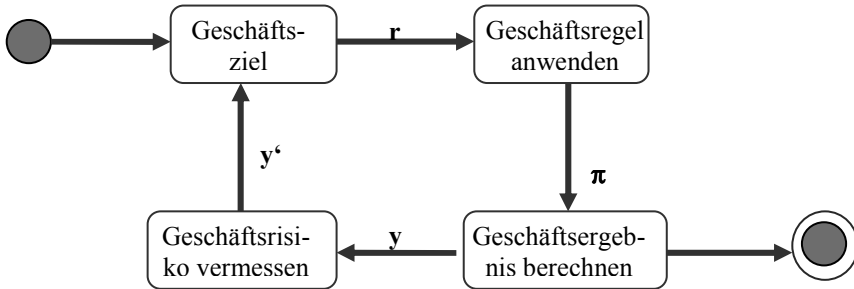 Geschäfts-
ziel
r
Geschäftsregel
anwenden
y‘
π
Geschäftsrisi-
ko vermessen
y
Geschäftsergeb-
nis berechnen